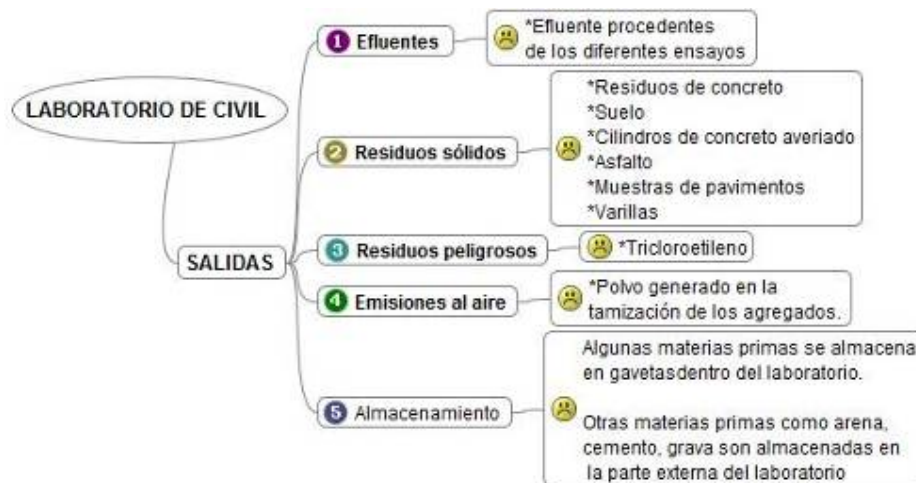 LABORATORIO DE CIVIL
SALIDAS
1 Efluentes
*Efluente procedentes
de los diferentes ensayos
2 Residuos sólidos
*Residuos de concreto
*Suelo
*Cilindros de concreto averiado
*Asfalto
*Muestras de pavimentos
*Varillas
3 Residuos peligrosos
*Tricloroetileno
4 Emisiones al aire
*Polvo generado en la
tamización de los agregados.
5 Almacenamiento
Algunas materias primas se almacena
en gavetasdentro del laboratorio.
Otras materias primas como arena,
cemento, grava son almacenadas en
la parte externa del laboratorio